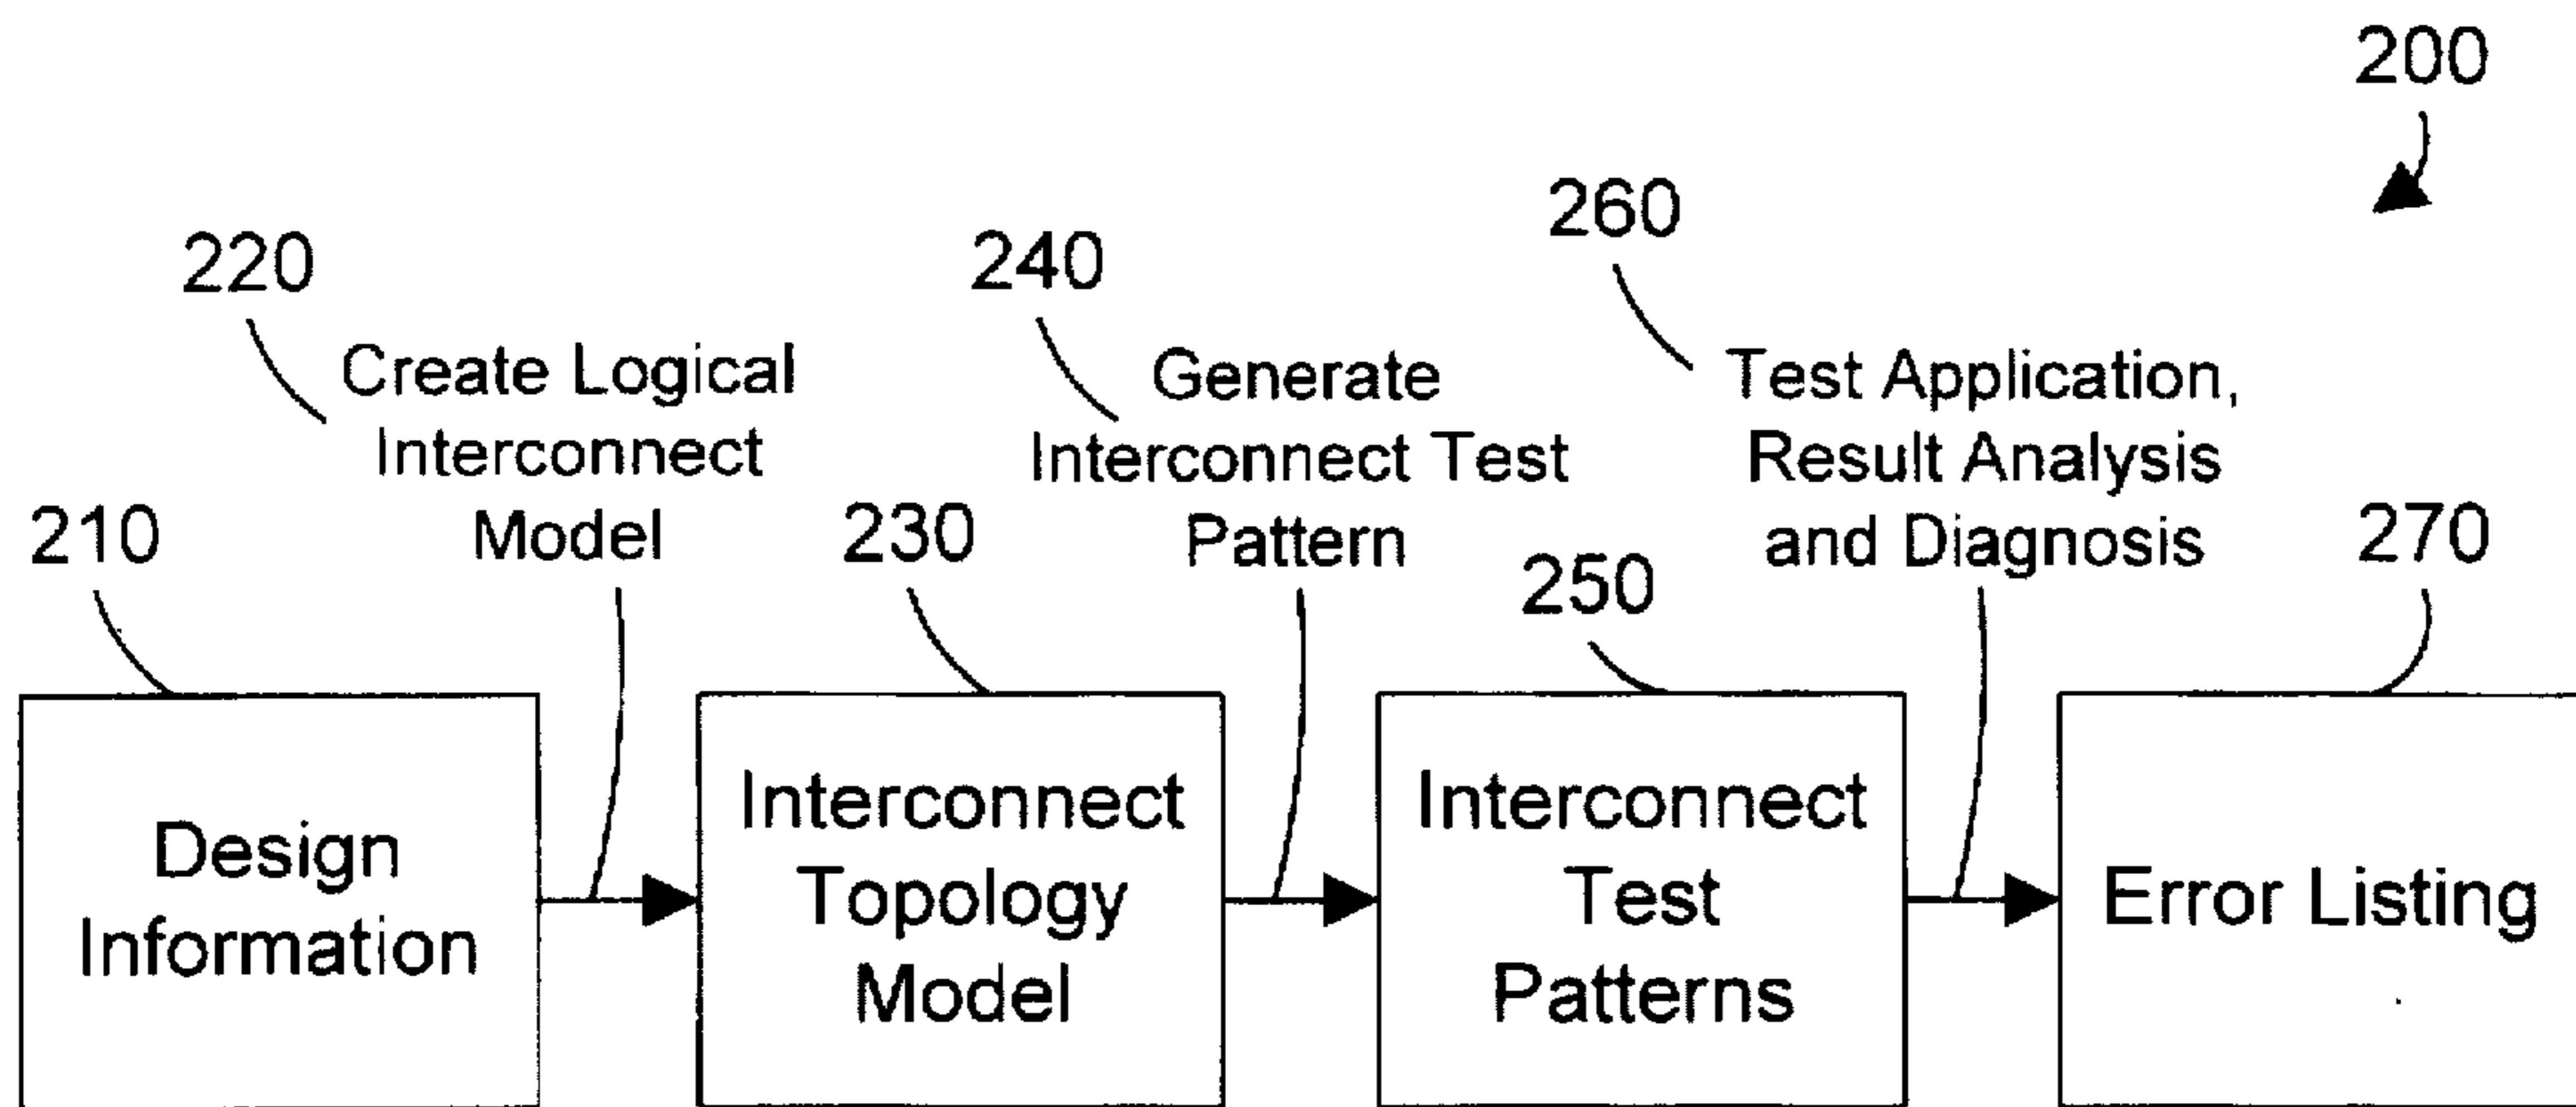 200
260
220
240
Create Logical
Interconnect
Model
Generate
Interconnect Test
Pattern
Test Application,
Result Analysis
and Diagnosis
210
230
250
270
Design
Information
Interconnect
Topology
Model
Interconnect
Test
Patterns
Error Listing